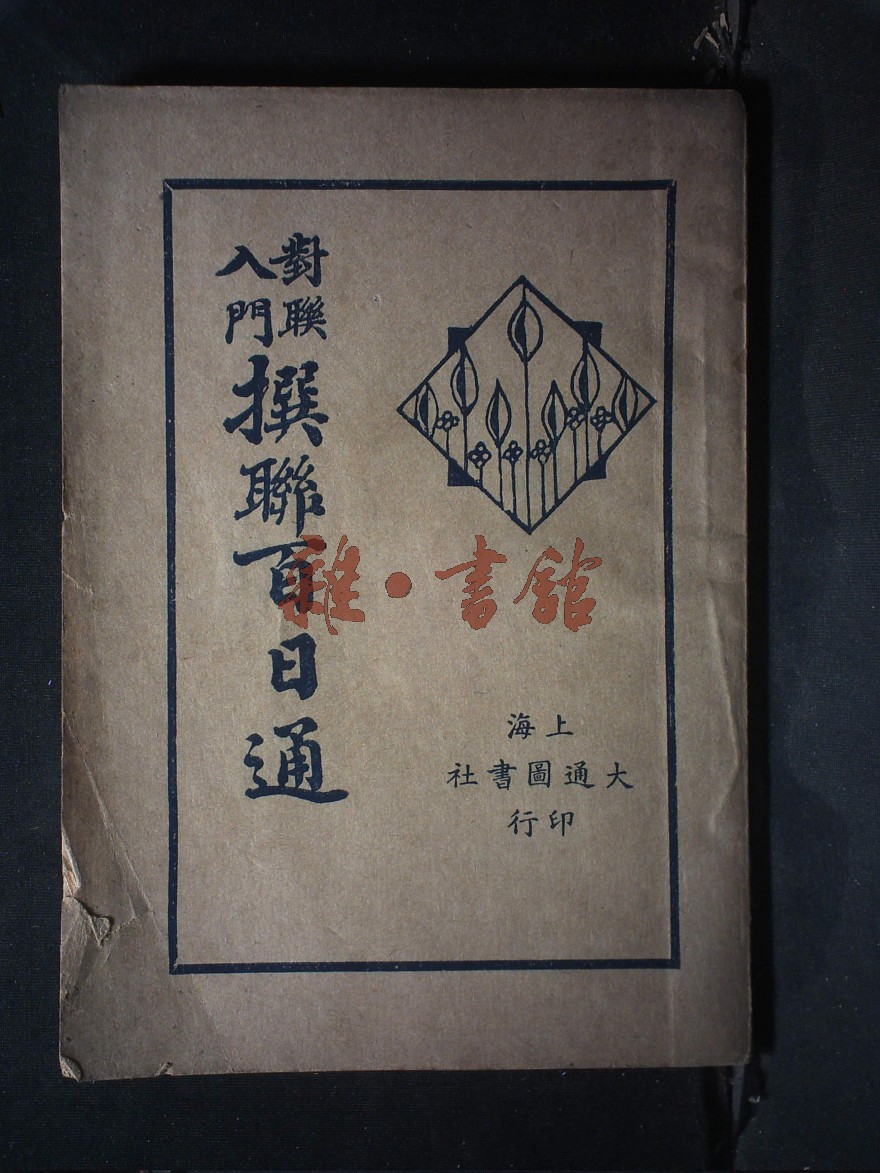 對聯
入門
撰聯百日通
雜·書館
上海
大通圖書社
印行